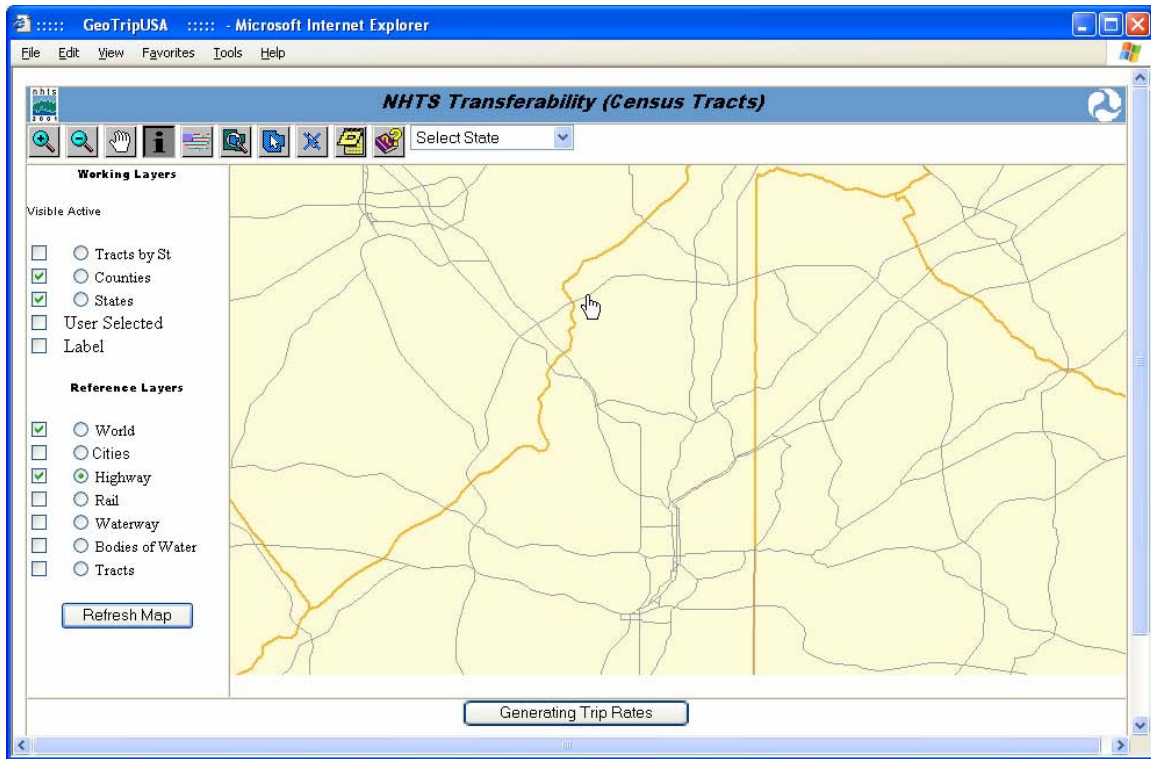 ::::: GeoTripUSA ::::: - Microsoft Internet Explorer
File Edit View Favorites Tools Help
nhts
2001
NHTS Transferability (Census Tracts)
Select State
Working Layers
Visible Active
Tracts by St
Counties
States
User Selected
Label
Reference Layers
World
Cities
Highway
Rail
Waterway
Bodies of Water
Tracts
Refresh Map
Generating Trip Rates